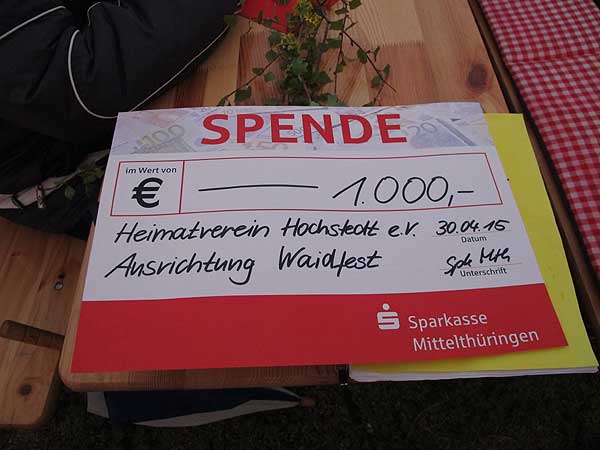 SPENDE
im Wert von
€ 1.000,-
Heimatverein Hochstedt e.V. 30.04.15
Datum
Ausrichtung Waidfest
Unterschrift
Sparkasse
Mittelthüringen